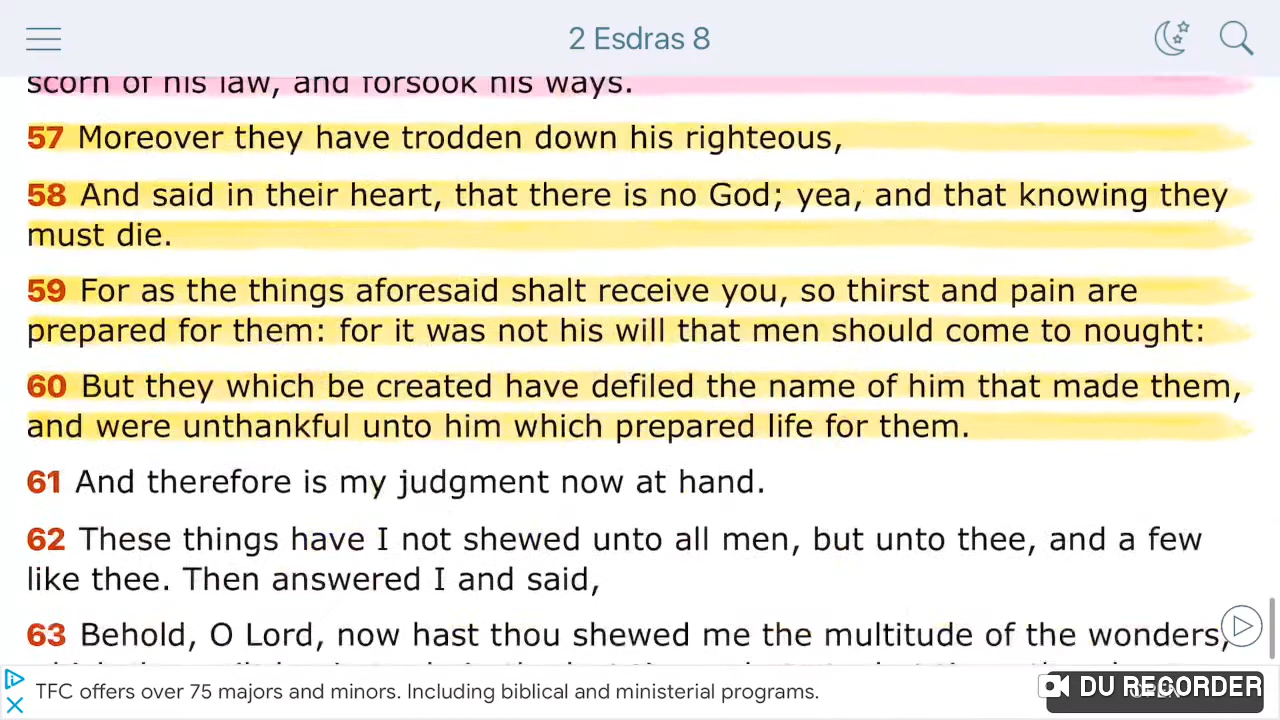 2 Esdras 8
scorn of his law, and forsook his ways.
57 Moreover they have trodden down his righteous,
58 And said in their heart, that there is no God; yea, and that knowing they
must die.
59 For as the things aforesaid shalt receive you, so thirst and pain are
prepared for them: for it was not his will that men should come to nought:
60 But they which be created have defiled the name of him that made them,
and were unthankful unto him which prepared life for them.
61 And therefore is my judgment now at hand.
62 These things have I not shewed unto all men, but unto thee, and a few
like thee. Then answered I and said,
63 Behold, O Lord, now hast thou shewed me the multitude of the wonders,
TFC offers over 75 majors and minors. Including biblical and ministerial programs.
DU RECORDER